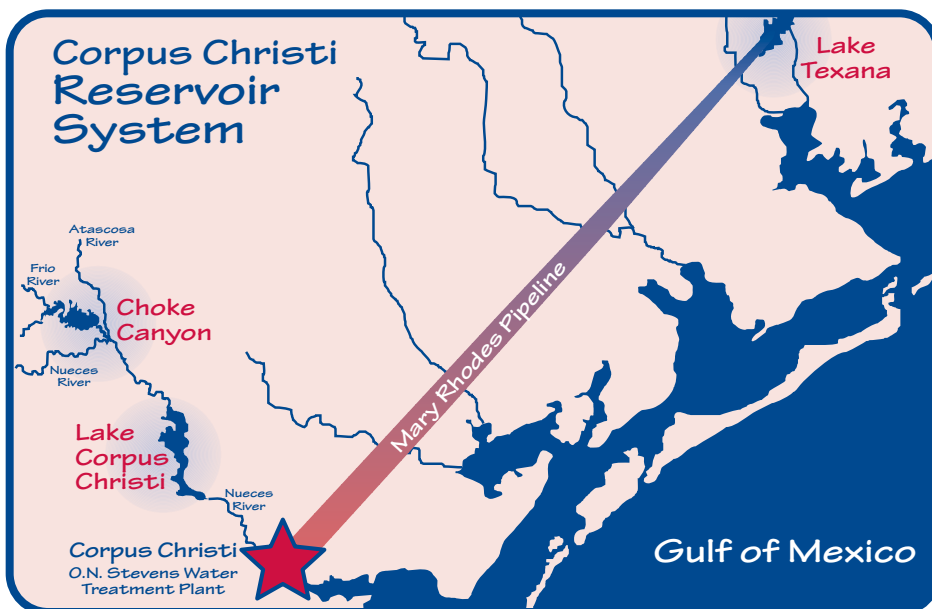 Corpus Christi
Reservoir
System
Lake
Texana
Atascosa
River
Frio
River
Choke
Canyon
Nueces
River
Mary Rhodes Pipeline
Lake
Corpus
Christi
Nueces
River
Corpus Christi
O.N. Stevens Water
Treatment Plant
Gulf of Mexico